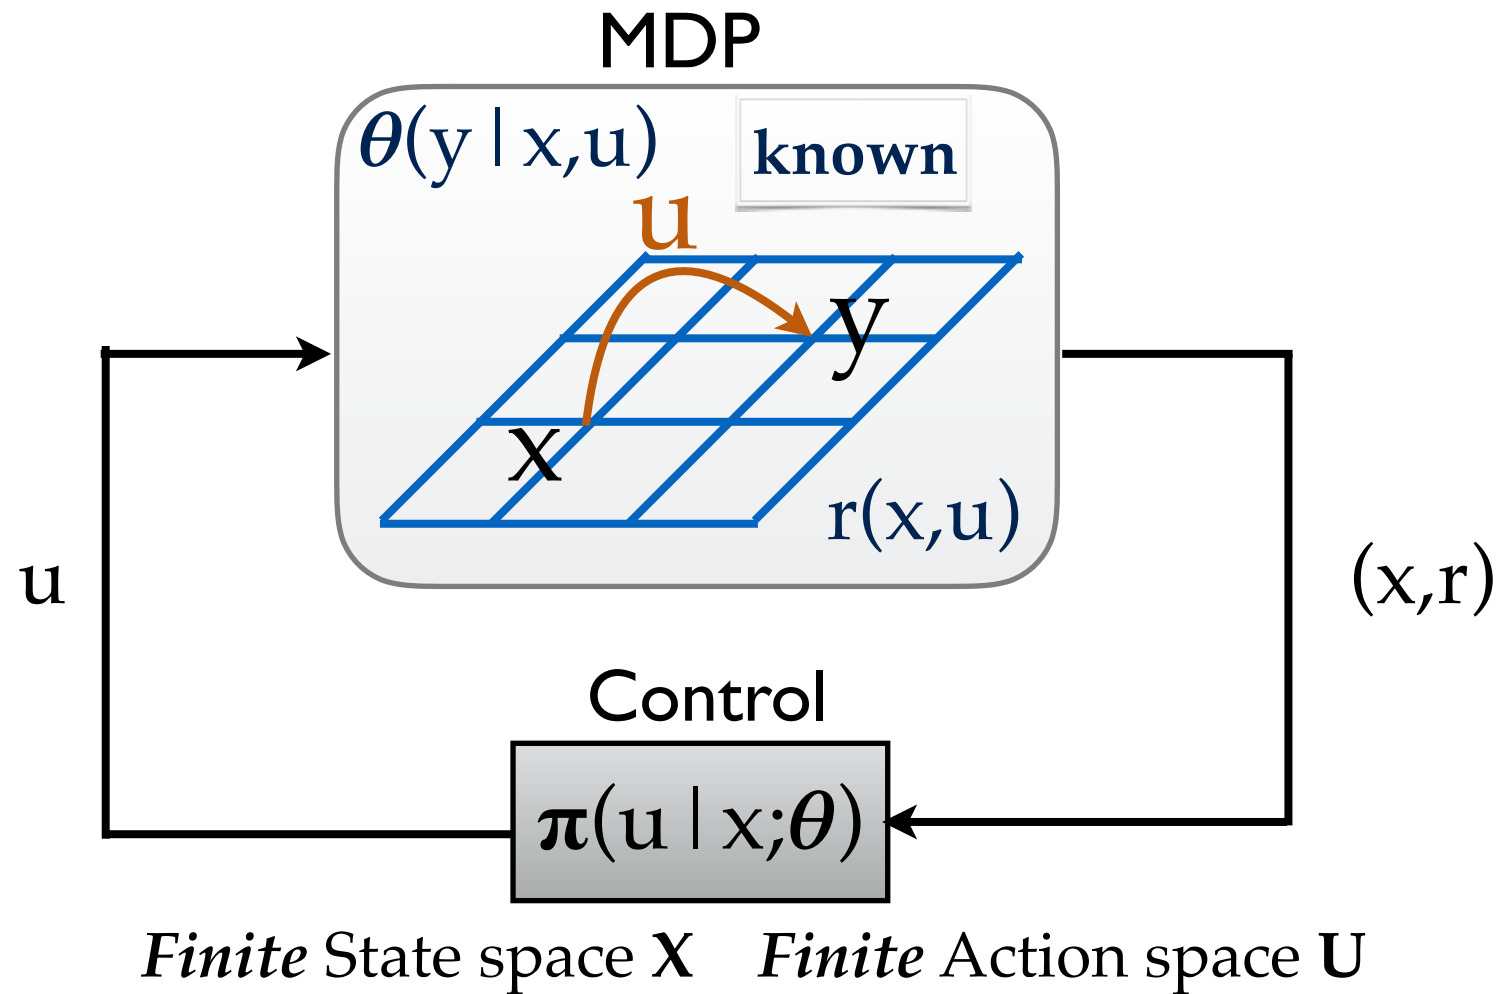 MDP
θ(y|x,u)
known
u
y
x
r(x,u)
u
(x,r)
Control
π(u|x;θ)
Finite State space X Finite Action space U